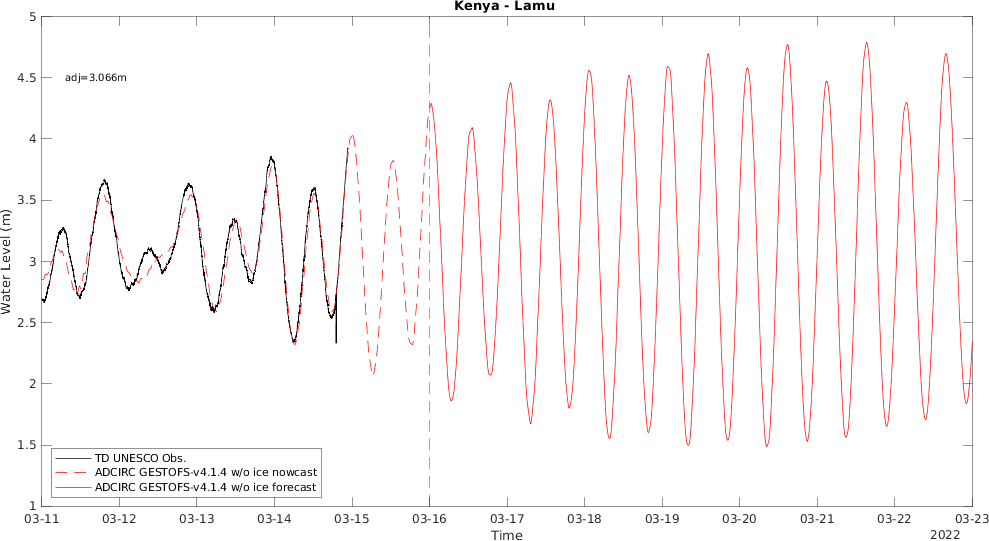 Kenya - Lamu
5
4.5
4
3.5
3
2.5
2
1.5
1
Water Level (m)
adj=3.066m
TD UNESCO Obs.
ADCIRC GESTOFS-v4.1.4 w/o ice nowcast
ADCIRC GESTOFS-v4.1.4 w/o ice forecast
03-11 03-12 03-13 03-14 03-15 03-16 03-17 03-18 03-19 03-20 03-21 03-22 03-23
Time
2022